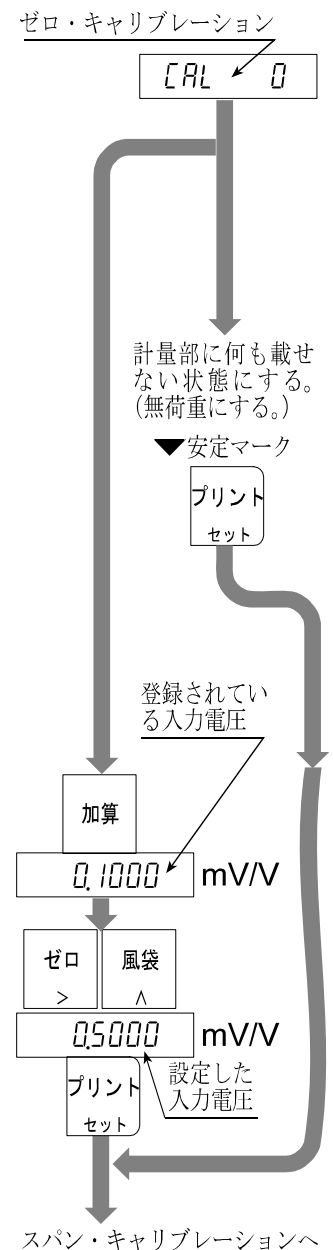 ゼロ・キャリブレーション
CAL 0
計量部に何も載せ
ない状態にする。
(無荷重にする。)
▼安定マーク
プリント
セット
登録されてい
る入力電圧
加算
0.1000 mV/V
ゼロ 風袋
> ∧
0.5000 mV/V
プリント
セット
設定した
入力電圧
スパン・キャリブレーションへ